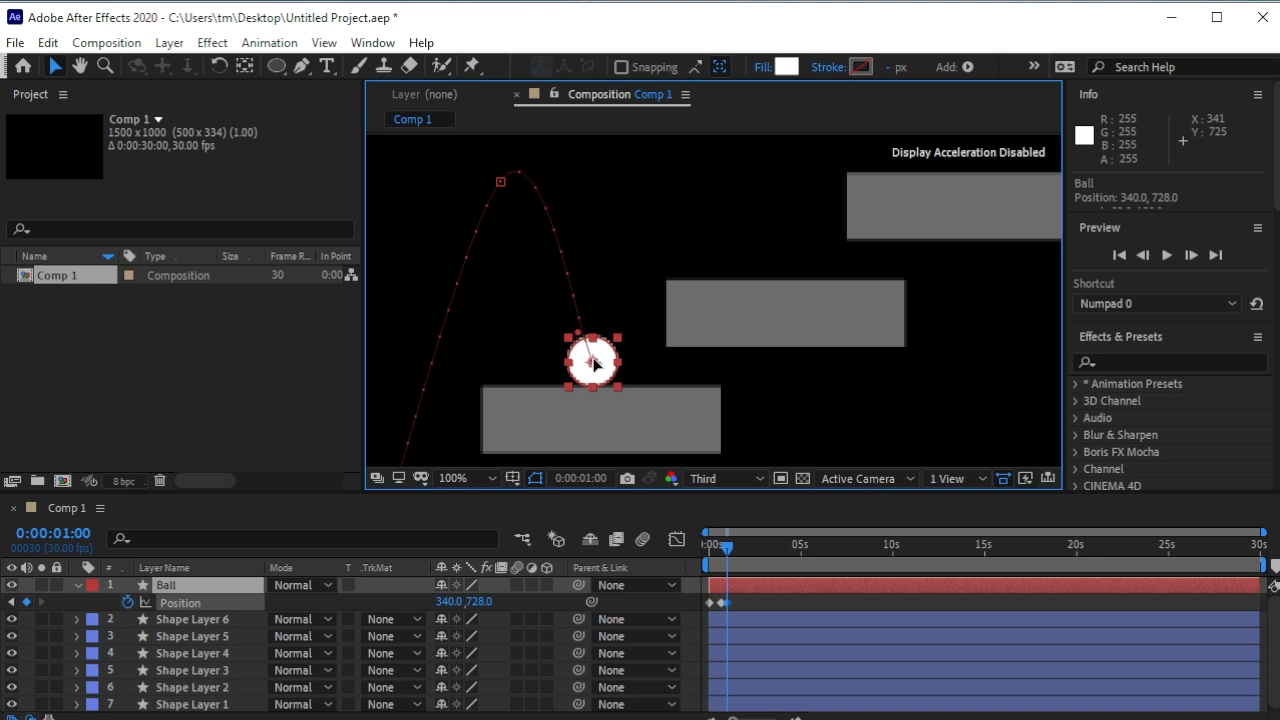 Ae Adobe After Effects 2020 - C:\Users\tm\Desktop\Untitled Project.aep *
File Edit Composition Layer Effect Animation View Window Help
Snapping Fill: Stroke: - px Add: Search Help
Project
Comp 1
1500 x 1000 (500 x 334) (1.00)
Δ 0:00:30:00, 30.00 fps
Name Type Size Frame R... In Point
Comp 1 Composition 30 0:00
8 bpc
Layer (none) × Composition Comp 1
Comp 1
Display Acceleration Disabled
100% 0:00:01:00 Third Active Camera 1 View
Info
R: 255 X: 341
G: 255 Y: 725
B: 255
A: 255
Ball
Position: 340.0, 728.0
Preview
Shortcut
Numpad 0
Effects & Presets
* Animation Presets
3D Channel
Audio
Blur & Sharpen
Boris FX Mocha
Channel
CINEMA 4D
× Comp 1
0:00:01:00
00030 (30.00 fps)
:00s 05s 10s 15s 20s 25s 30s
# Layer Name Mode T .TrkMat fx Parent & Link
1 Ball Normal None
Position 340.0,728.0
2 Shape Layer 6 Normal None None
3 Shape Layer 5 Normal None None
4 Shape Layer 4 Normal None None
5 Shape Layer 3 Normal None None
6 Shape Layer 2 Normal None None
7 Shape Layer 1 Normal None None